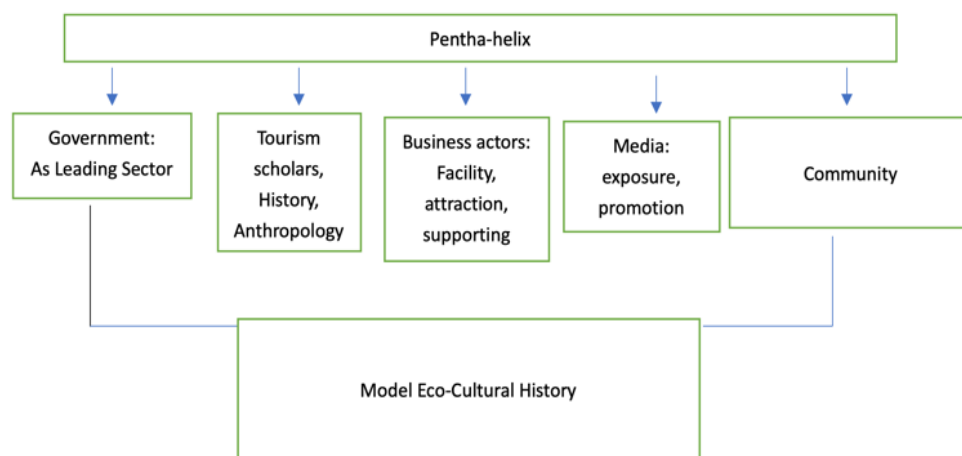 Pentha-helix
Government:
As Leading Sector
Tourism
scholars,
History,
Anthropology
Business actors:
Facility,
attraction,
supporting
Media:
exposure,
promotion
Community
Model Eco-Cultural History